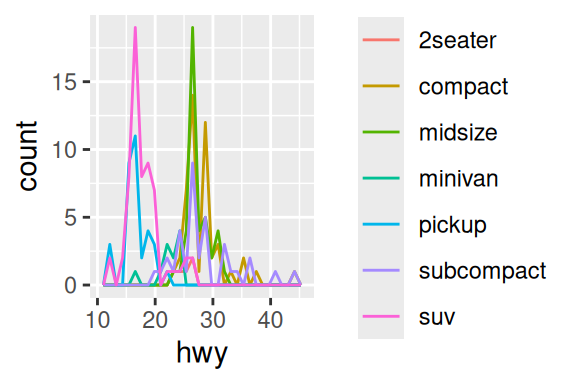 count
15
10
5
0
10 20 30 40
hwy
2seater
compact
midsize
minivan
pickup
subcompact
suv